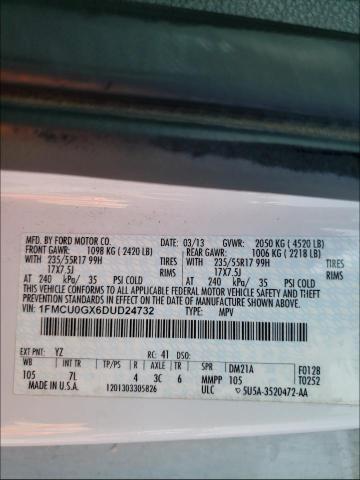 MFD. BY FORD MOTOR CO. 03/13 GVWR: 2050 KG (4520 LB)
FRONT GAWR: 1098 KG (2420 LB) REAR GAWR: 1006 KG (2218 LB)
WITH 235/55R17 99H TIRES WITH 235/55R17 99H TIRES
17X7.5J RIMS 17X7.5J RIMS
AT 240 kPa/ 35 PSI COLD AT 240 kPa/ 35 PSI COLD
THIS VEHICLE CONFORMS TO ALL APPLICABLE FEDERAL MOTOR VEHICLE SAFETY AND THEFT
PREVENTION STANDARDS IN EFFECT ON THE DATE OF MANUFACTURE SHOWN ABOVE.
VIN: 1FMCU0GX6DUD24732 TYPE: MPV
EXT PNT: YZ RC: 41 DSO:
WB INT TR TP/PS R AXLE TR SPR DM21A F0128
105 7L 4 3C 6 MMPP 105 T0252
MADE IN U.S.A. 1201303305826 ULC 5U5A-3520472-AA